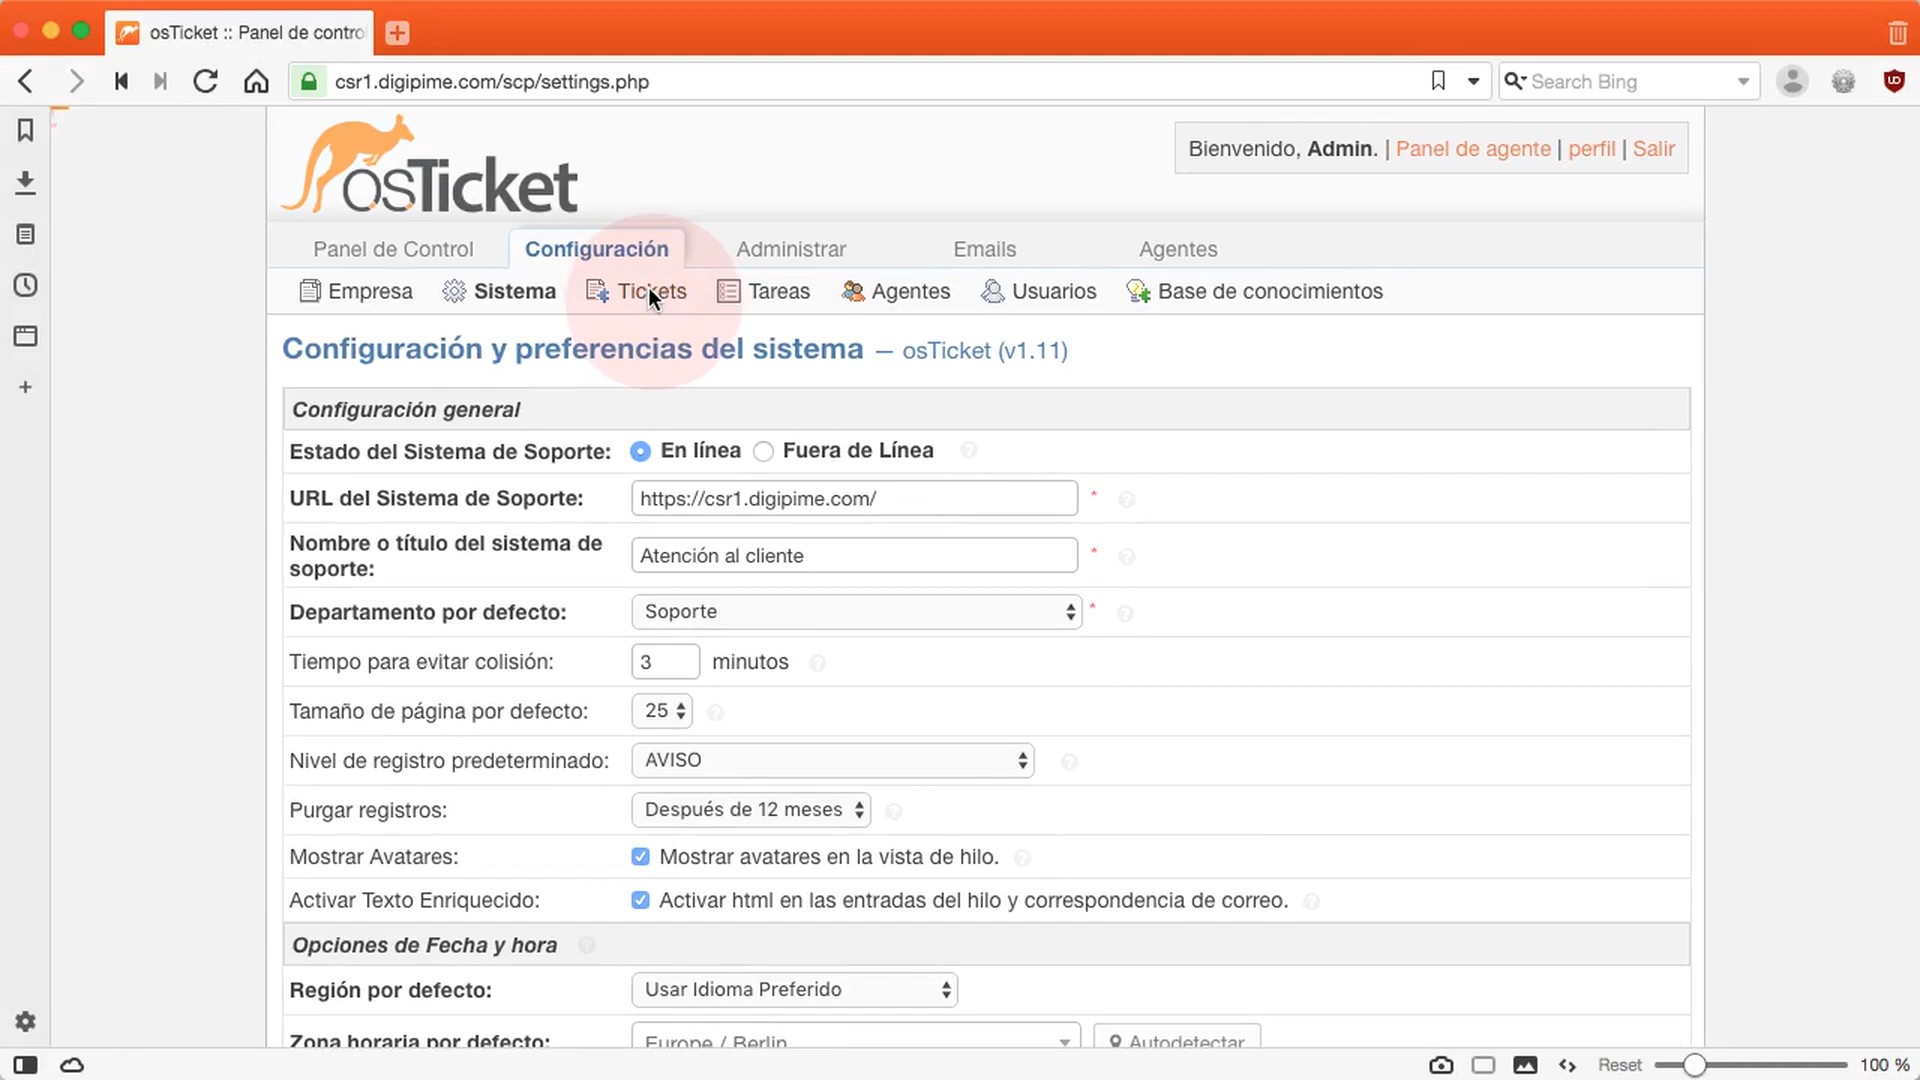 osTicket :: Panel de contro
csr1.digipime.com/scp/settings.php
Search Bing
osTicket
Bienvenido, Admin. | Panel de agente | perfil | Salir
Panel de Control
Configuración
Administrar
Emails
Agentes
Empresa
Sistema
Tickets
Tareas
Agentes
Usuarios
Base de conocimientos
Configuración y preferencias del sistema — osTicket (v1.11)
Configuración general
Estado del Sistema de Soporte: En línea Fuera de Línea
URL del Sistema de Soporte: https://csr1.digipime.com/ *
Nombre o título del sistema de
soporte:
Atención al cliente *
Departamento por defecto: Soporte *
Tiempo para evitar colisión: 3 minutos
Tamaño de página por defecto: 25
Nivel de registro predeterminado: AVISO
Purgar registros: Después de 12 meses
Mostrar Avatares: Mostrar avatares en la vista de hilo.
Activar Texto Enriquecido: Activar html en las entradas del hilo y correspondencia de correo.
Opciones de Fecha y hora
Región por defecto: Usar Idioma Preferido
Zona horaria por defecto: Europe / Berlin Autodetectar
Reset
100 %